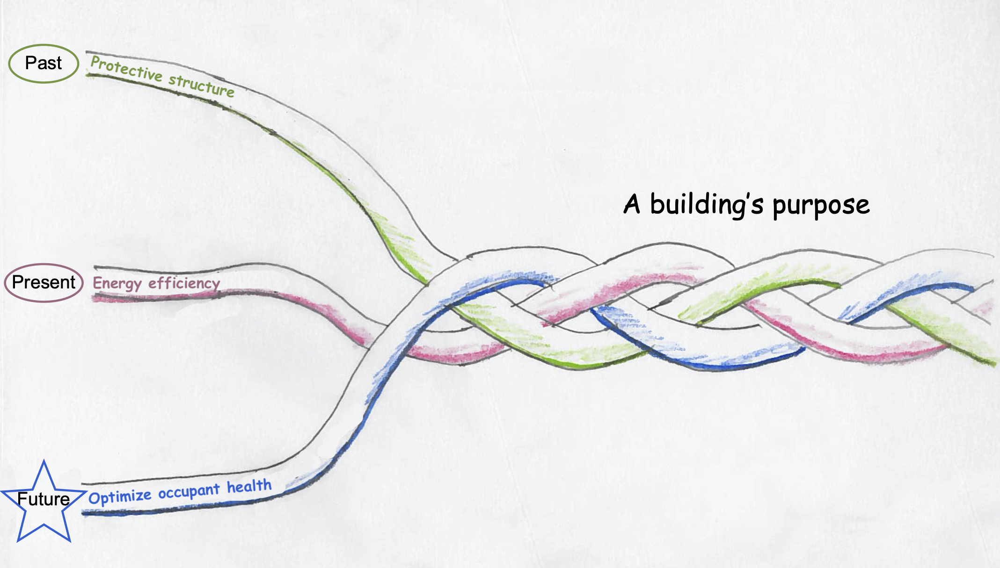 Past
Protective structure
A building's purpose
Present
Energy efficiency
Future
Optimize occupant health